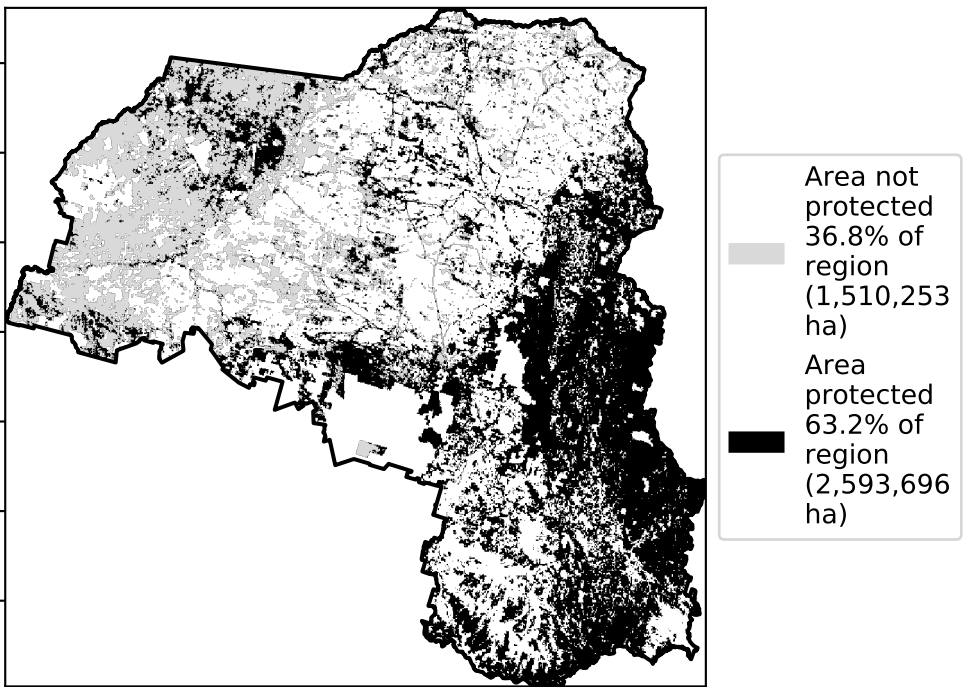 Area not
protected
36.8% of
region
(1,510,253
ha)
Area
protected
63.2% of
region
(2,593,696
ha)